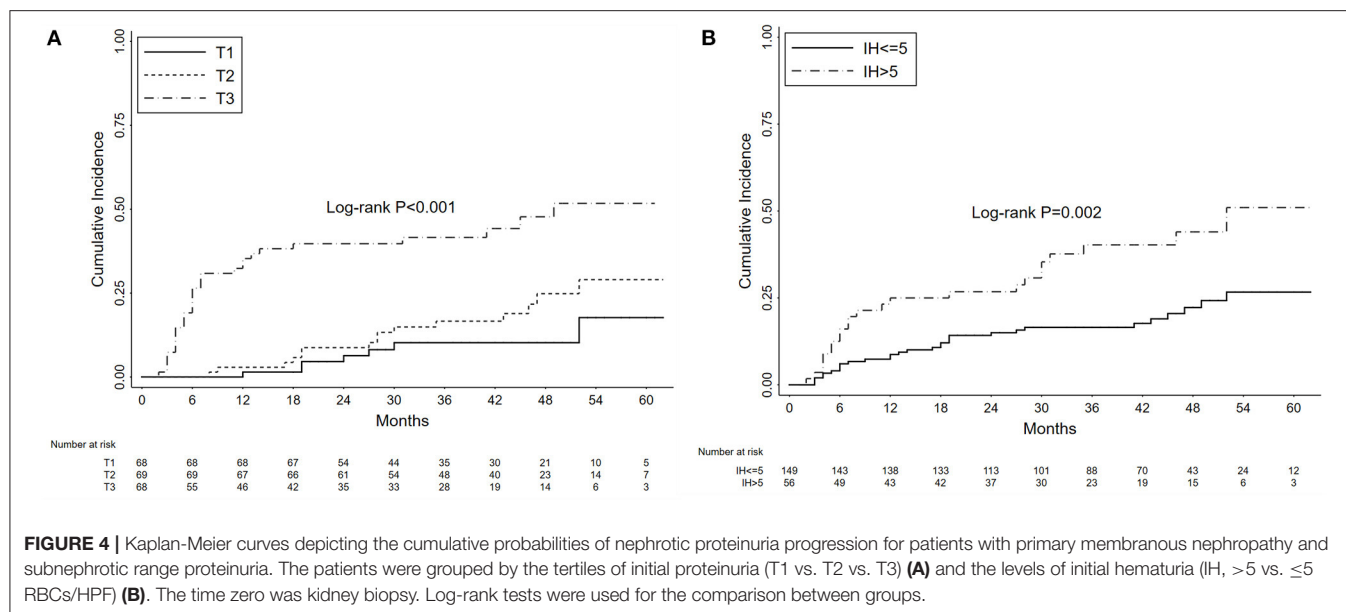 A
T1
T2
T3
1.00
0.75
0.50
0.25
0.00
Cumulative Incidence
Log-rank P<0.001
0 6 12 18 24 30 36 42 48 54 60
Months
Number at risk
T1 68 68 68 67 54 44 35 30 21 10 5
T2 69 69 67 66 61 54 48 40 23 14 7
T3 68 55 46 42 35 33 28 19 14 6 3
B
IH<=5
IH>5
1.00
0.75
0.50
0.25
0.00
Cumulative Incidence
Log-rank P=0.002
0 6 12 18 24 30 36 42 48 54 60
Months
Number at risk
IH<=5 149 143 138 133 113 101 88 70 43 24 12
IH>5 56 49 43 42 37 30 23 19 15 6 3
FIGURE 4 | Kaplan-Meier curves depicting the cumulative probabilities of nephrotic proteinuria progression for patients with primary membranous nephropathy and
subnephrotic range proteinuria. The patients were grouped by the tertiles of initial proteinuria (T1 vs. T2 vs. T3) (A) and the levels of initial hematuria (IH, >5 vs. ≤5
RBCs/HPF) (B). The time zero was kidney biopsy. Log-rank tests were used for the comparison between groups.